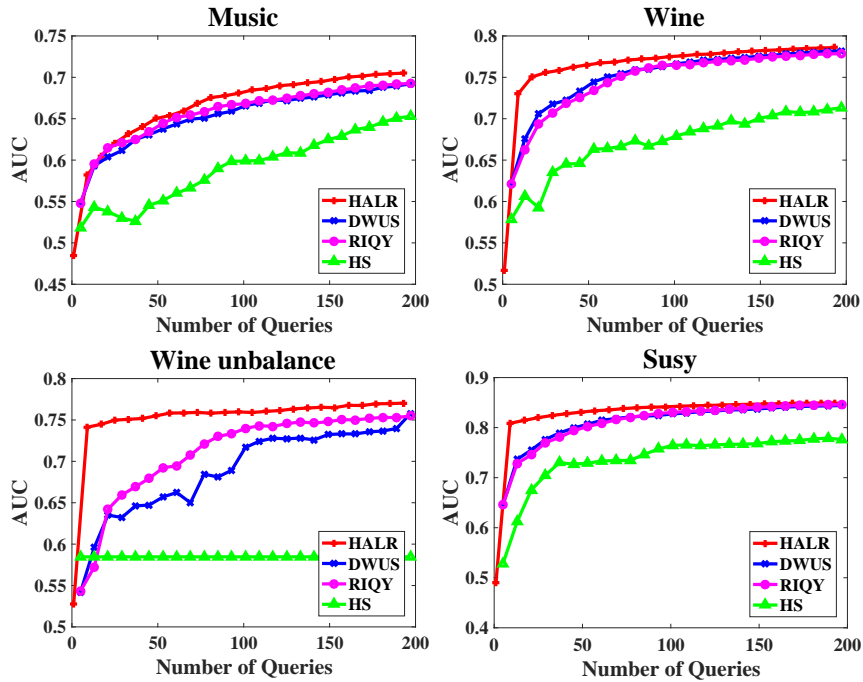 Music
0.75
0.7
0.65
0.6
0.55
0.5
0.45
AUC
0 50 100 150 200
Number of Queries
HALR
DWUS
RIQY
HS
Wine
0.8
0.75
0.7
0.65
0.6
0.55
0.5
AUC
0 50 100 150 200
Number of Queries
HALR
DWUS
RIQY
HS
Wine unbalance
0.8
0.75
0.7
0.65
0.6
0.55
0.5
AUC
0 50 100 150 200
Number of Queries
HALR
DWUS
RIQY
HS
Susy
0.9
0.8
0.7
0.6
0.5
0.4
AUC
0 50 100 150 200
Number of Queries
HALR
DWUS
RIQY
HS